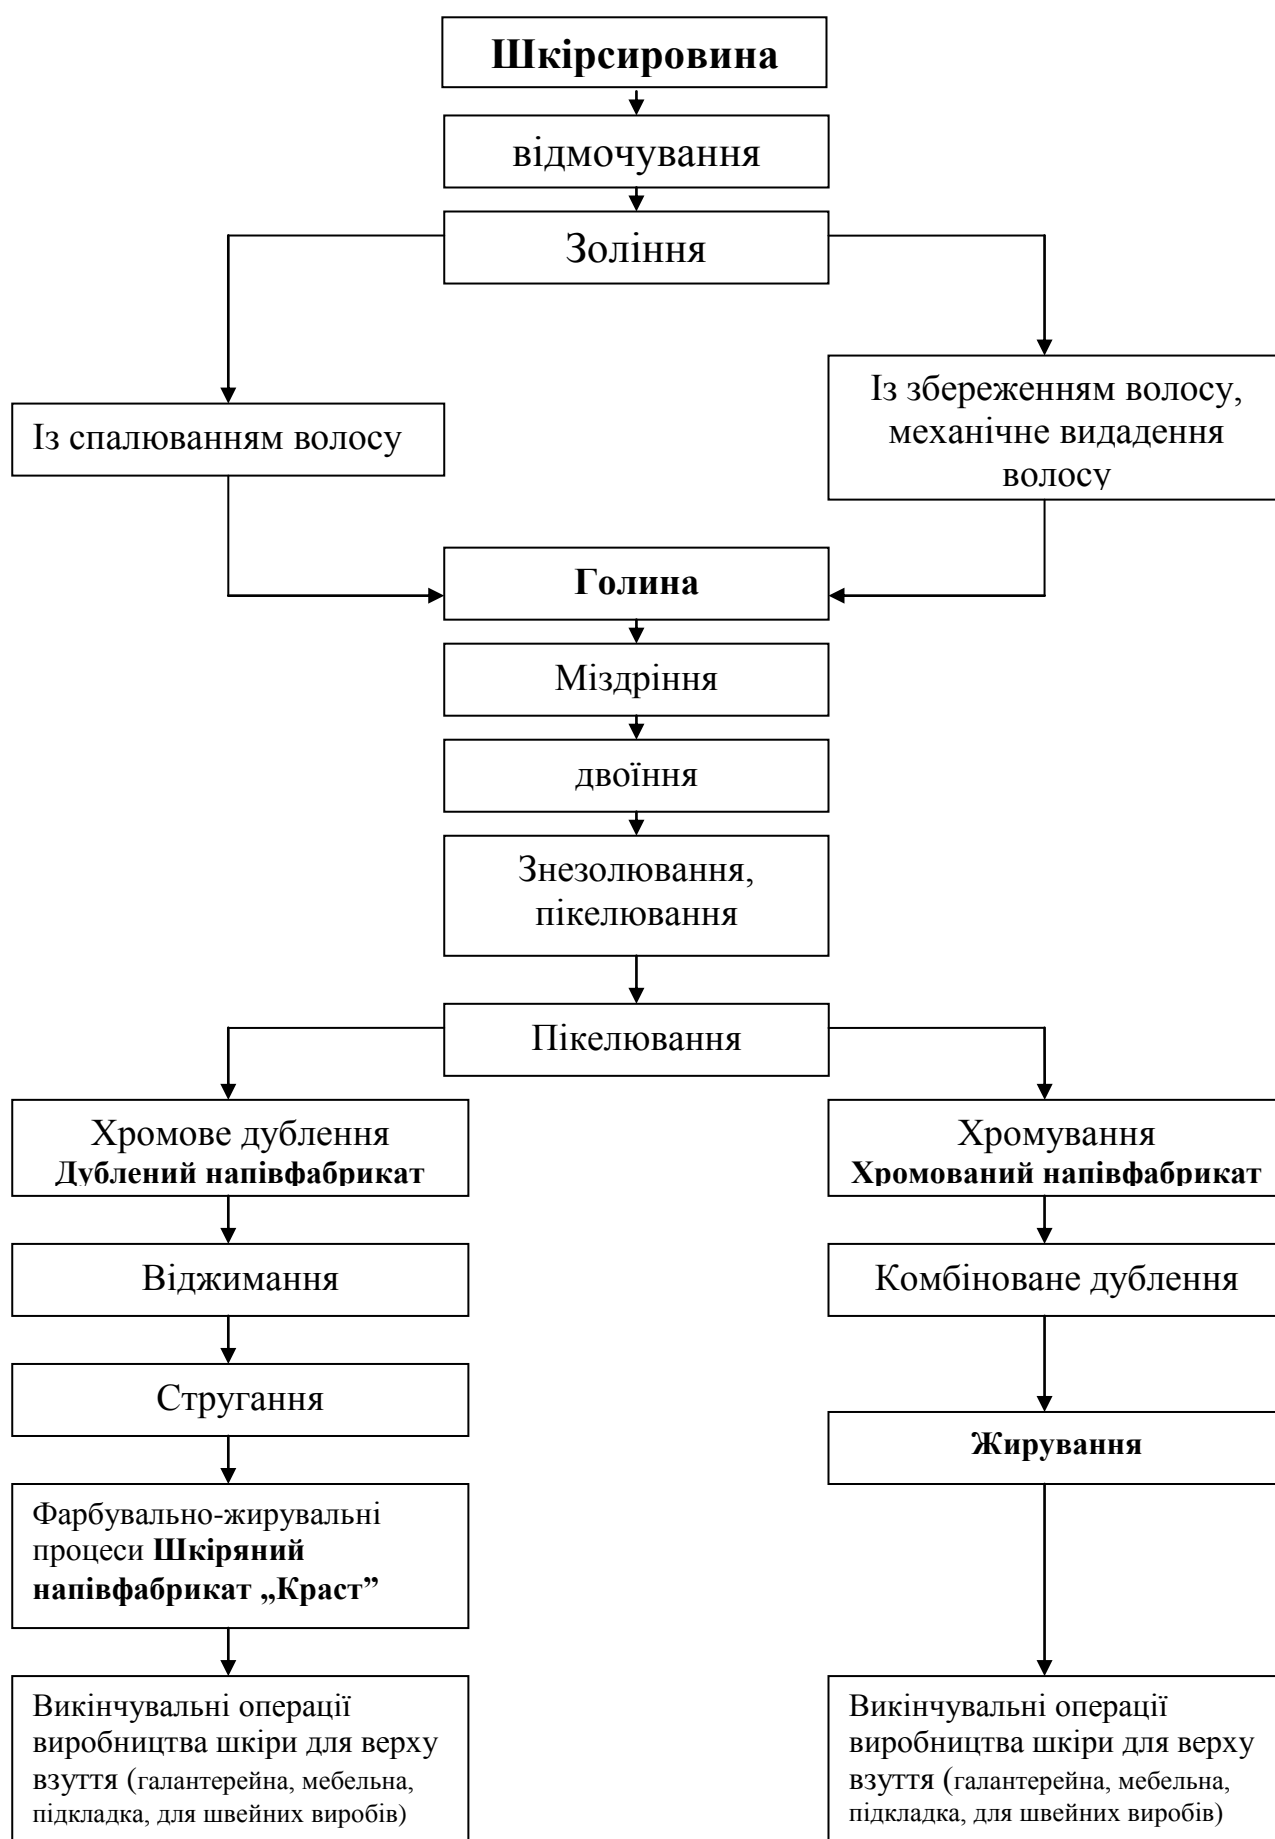 Шкірсировина
відмочування
Зоління
Із спалюванням волосу
Із збереженням волосу,
механічне видадення
волосу
Голина
Міздріння
двоїння
Знезолювання,
пікелювання
Пікелювання
Хромове дублення
Дублений напівфабрикат
Хромування
Хромований напівфабрикат
Віджимання
Комбіноване дублення
Стругання
Жирування
Фарбувально-жирувальні
процеси Шкіряний
напівфабрикат „Краст”
Викінчувальні операції
виробництва шкіри для верху
взуття (галантерейна, мебельна,
підкладка, для швейних виробів)
Викінчувальні операції
виробництва шкіри для верху
взуття (галантерейна, мебельна,
підкладка, для швейних виробів)